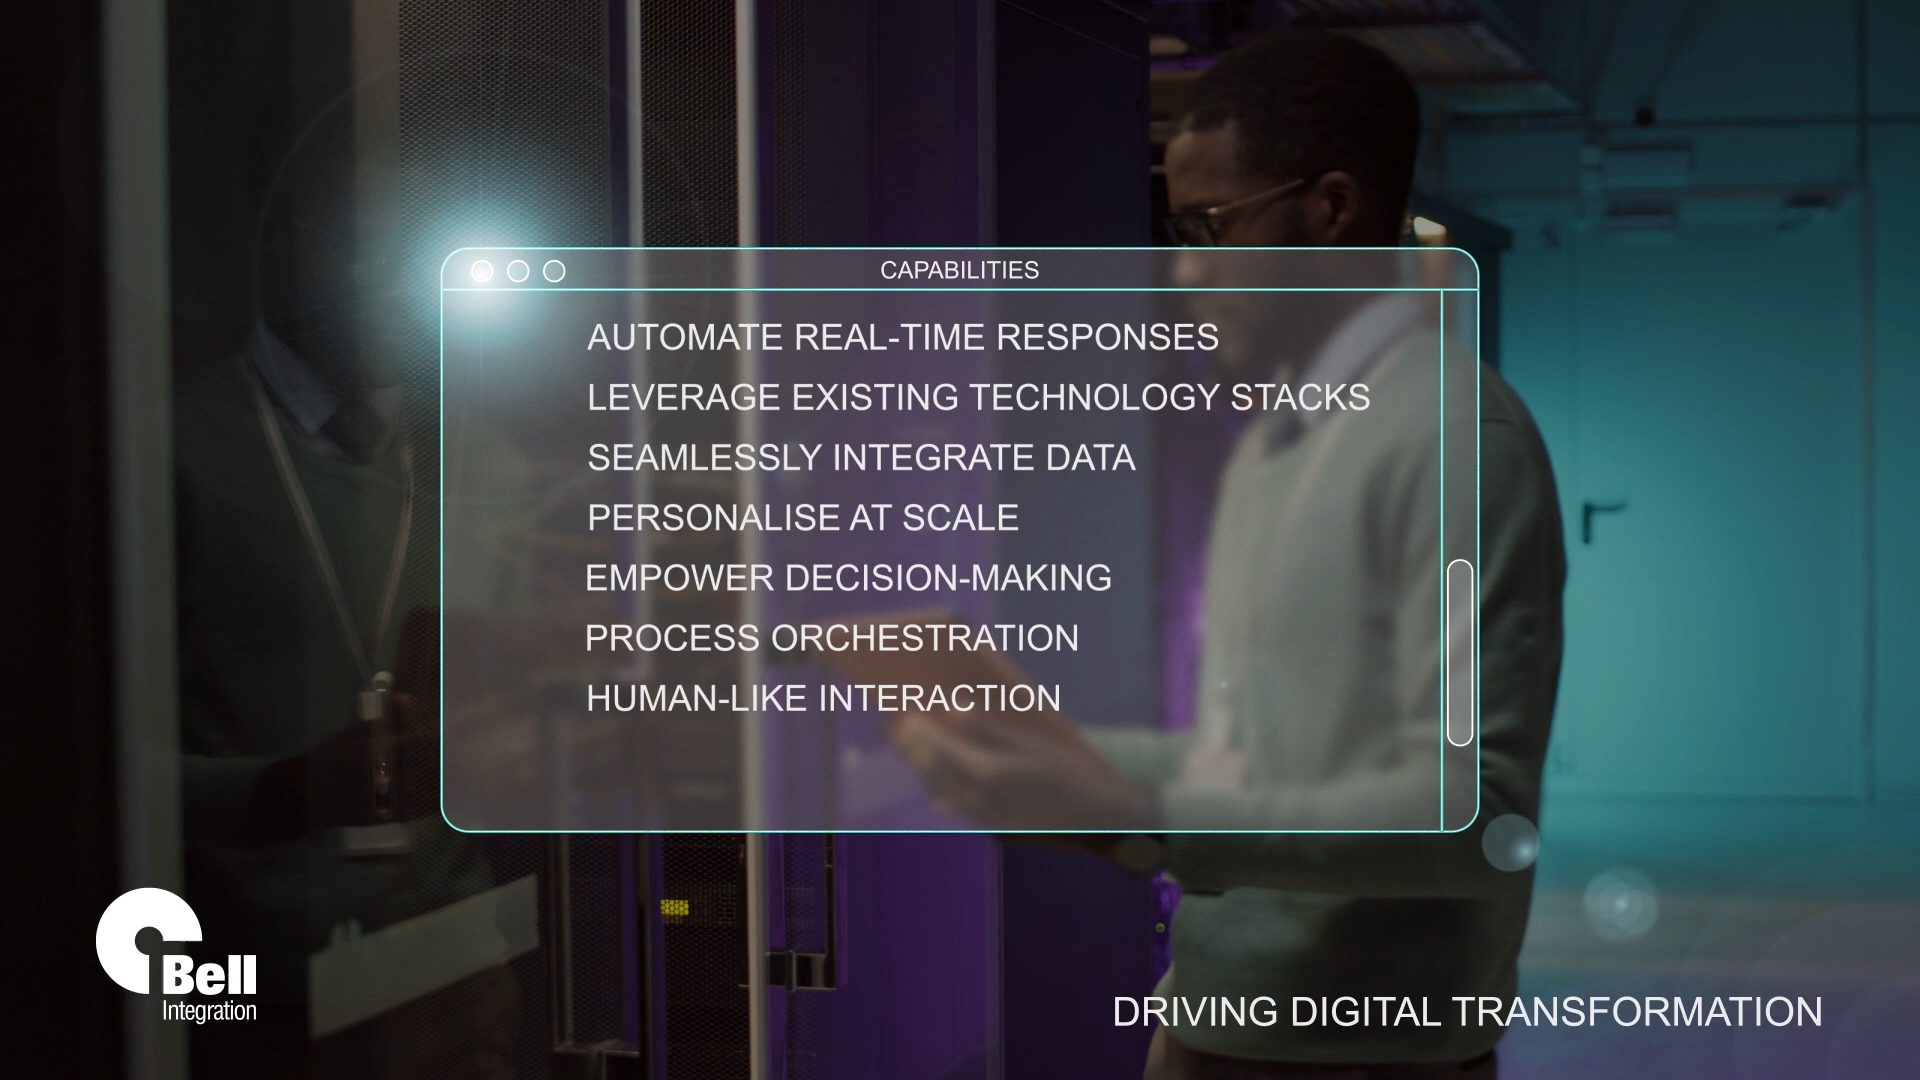 CAPABILITIES
AUTOMATE REAL-TIME RESPONSES
LEVERAGE EXISTING TECHNOLOGY STACKS
SEAMLESSLY INTEGRATE DATA
PERSONALISE AT SCALE
EMPOWER DECISION-MAKING
PROCESS ORCHESTRATION
HUMAN-LIKE INTERACTION
Bell
Integration
DRIVING DIGITAL TRANSFORMATION